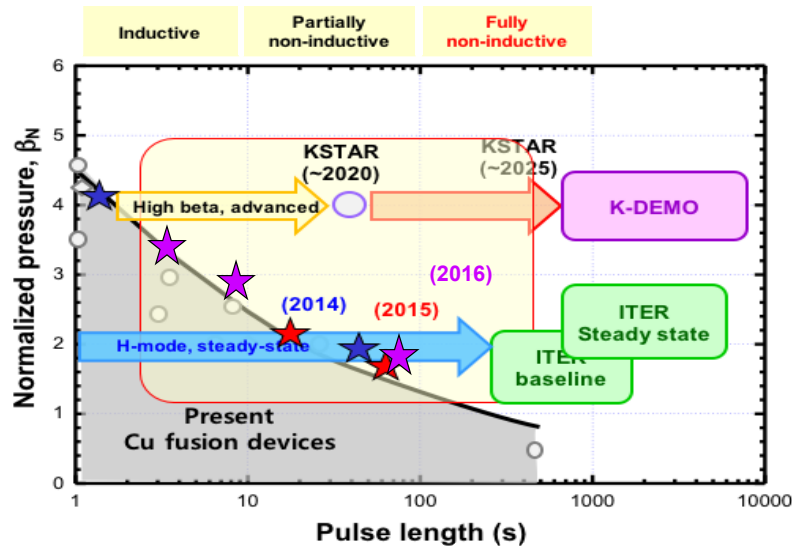 Inductive
Partially
non-inductive
Fully
non-inductive
Normalized pressure, βN
6
5
4
3
2
1
0
KSTAR
(~2020)
KSTAR
(~2025)
High beta, advanced
K-DEMO
(2016)
(2014)
(2015)
ITER
Steady state
H-mode, steady-state
ITER
baseline
Present
Cu fusion devices
1
10
100
1000
10000
Pulse length (s)